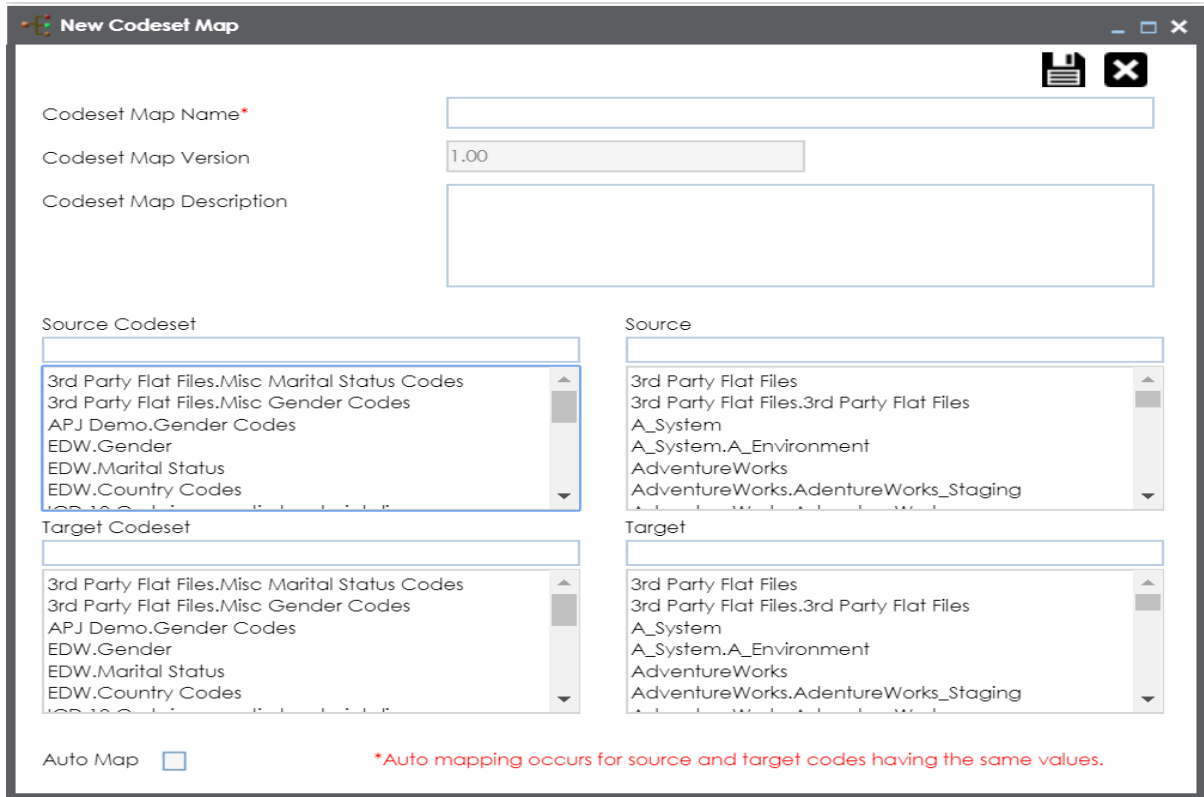 New Codeset Map
Codeset Map Name*
Codeset Map Version
1.00
Codeset Map Description
Source Codeset
3rd Party Flat Files.Misc Marital Status Codes
3rd Party Flat Files.Misc Gender Codes
APJ Demo.Gender Codes
EDW.Gender
EDW.Marital Status
EDW.Country Codes
Source
3rd Party Flat Files
3rd Party Flat Files.3rd Party Flat Files
A_System
A_System.A_Environment
AdventureWorks
AdventureWorks.AdentureWorks_Staging
Target Codeset
3rd Party Flat Files.Misc Marital Status Codes
3rd Party Flat Files.Misc Gender Codes
APJ Demo.Gender Codes
EDW.Gender
EDW.Marital Status
EDW.Country Codes
Target
3rd Party Flat Files
3rd Party Flat Files.3rd Party Flat Files
A_System
A_System.A_Environment
AdventureWorks
AdventureWorks.AdentureWorks_Staging
Auto Map
*Auto mapping occurs for source and target codes having the same values.